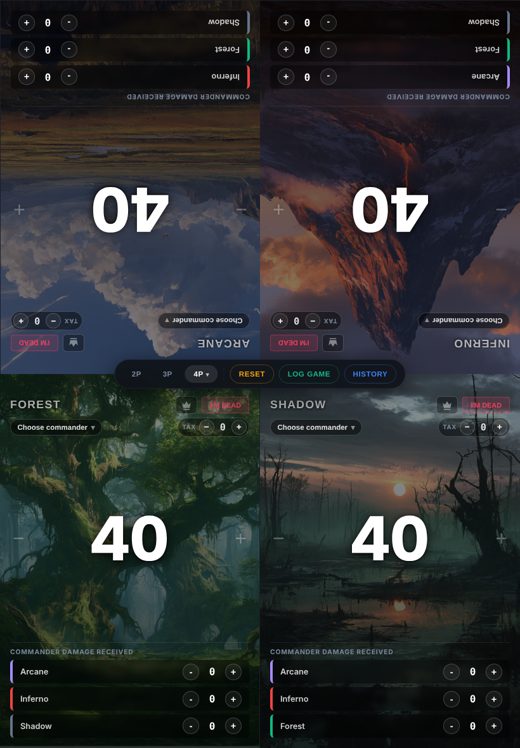 Shadow - 0 +
Forest - 0 +
Inferno - 0 +
COMMANDER DAMAGE RECEIVED
− 40 +
Choose commander ▾ TAX − 0 +
ARCANE I'M DEAD
Shadow - 0 +
Forest - 0 +
Arcane - 0 +
COMMANDER DAMAGE RECEIVED
− 40 +
Choose commander ▾ TAX − 0 +
INFERNO I'M DEAD
2P 3P 4P ▾ RESET LOG GAME HISTORY
FOREST I'M DEAD
Choose commander ▾ TAX − 0 +
− 40 +
COMMANDER DAMAGE RECEIVED
Arcane - 0 +
Inferno - 0 +
Shadow - 0 +
SHADOW I'M DEAD
Choose commander ▾ TAX − 0 +
− 40 +
COMMANDER DAMAGE RECEIVED
Arcane - 0 +
Inferno - 0 +
Forest - 0 +